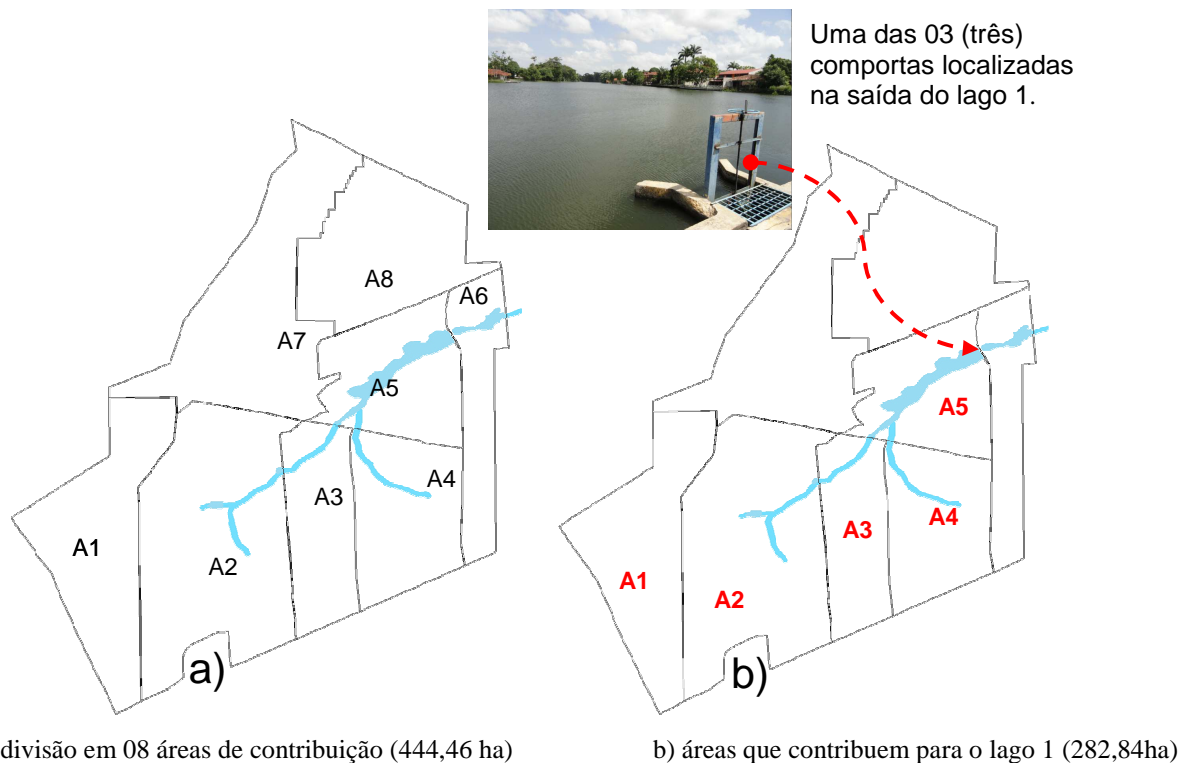 Uma das 03 (três)
comportas localizadas
na saída do lago 1.
A8
A6
A7
A5
A4
A3
A1
A2
a)
A5
A4
A3
A1
A2
b)
divisão em 08 áreas de contribuição (444,46 ha)
b) áreas que contribuem para o lago 1 (282,84ha)